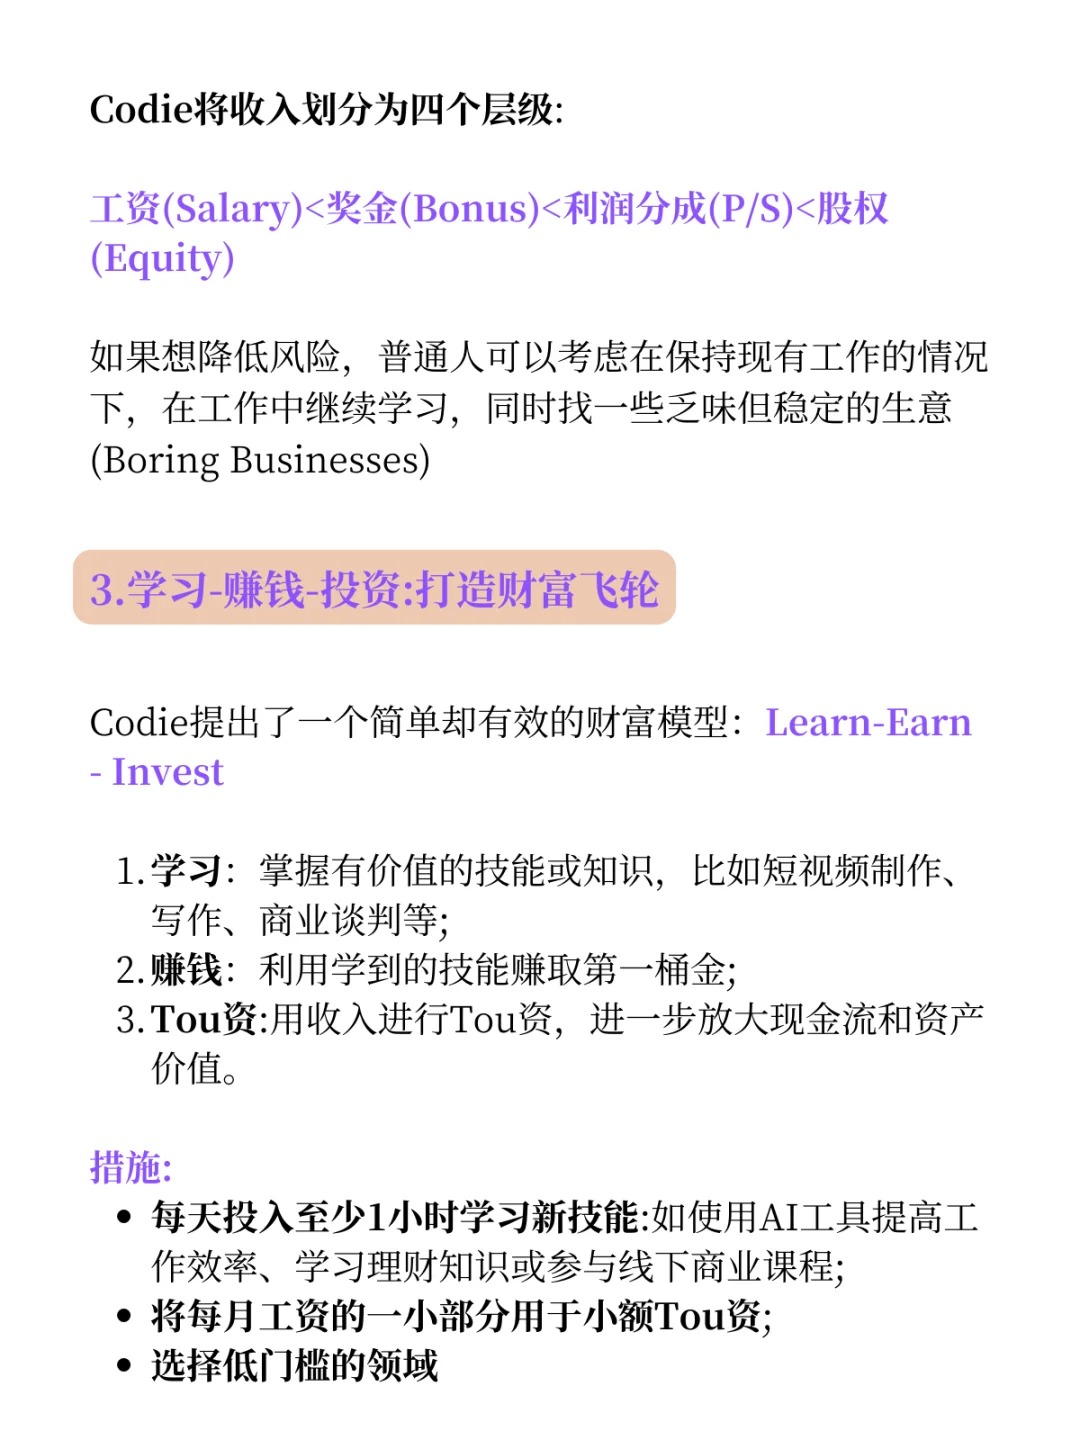 Codie将收入划分为四个层级:
工资(Salary)<奖金(Bonus)<利润分成(P/S)<股权
(Equity)
如果想降低风险，普通人可以考虑在保持现有工作的情况
下，在工作中继续学习，同时找一些乏味但稳定的生意
(Boring Businesses)
3.学习-赚钱-投资:打造财富飞轮
Codie提出了一个简单却有效的财富模型：Learn-Earn
- Invest
1.学习：掌握有价值的技能或知识，比如短视频制作、
写作、商业谈判等;
2.赚钱：利用学到的技能赚取第一桶金;
3.Tou资:用收入进行Tou资，进一步放大现金流和资产
价值。
措施:
• 每天投入至少1小时学习新技能:如使用AI工具提高工
作效率、学习理财知识或参与线下商业课程;
• 将每月工资的一小部分用于小额Tou资;
• 选择低门槛的领域